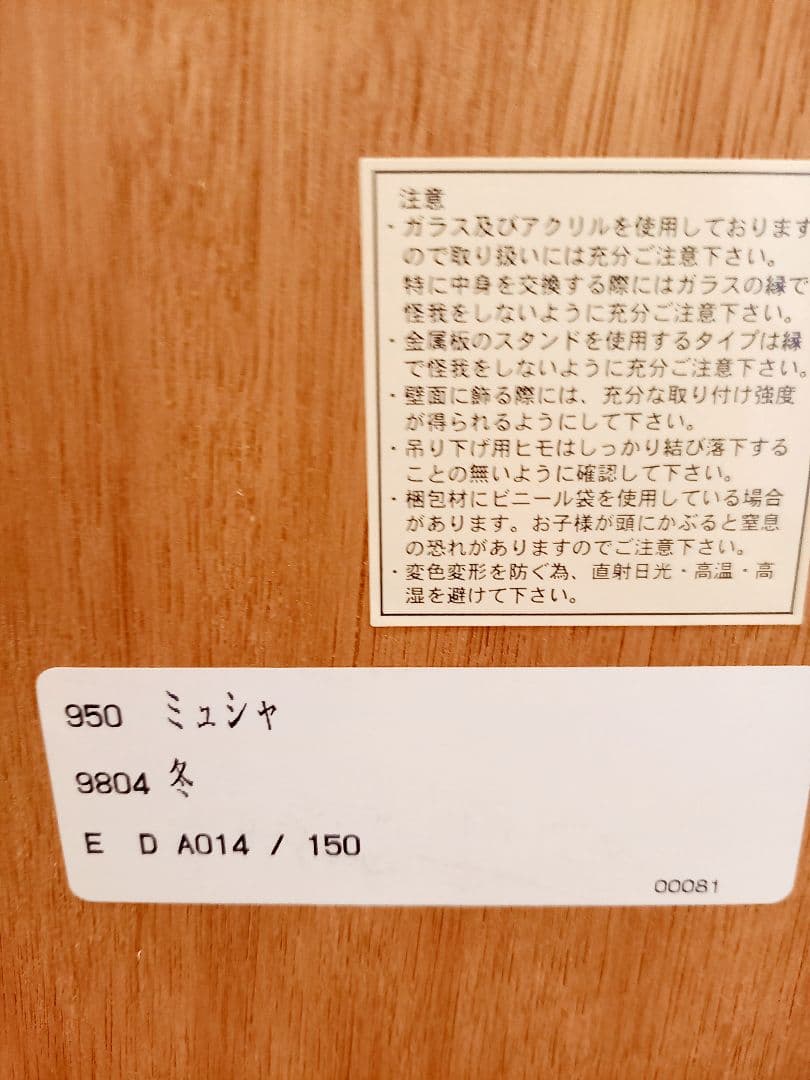 注意
・ガラス及びアクリルを使用しております
ので取り扱いには充分ご注意下さい。
特に中身を交換する際にはガラスの縁で
怪我をしないように充分ご注意下さい。
・金属板のスタンドを使用するタイプは縁
で怪我をしないように充分ご注意下さい。
・壁面に飾る際には、充分な取り付け強度
が得られるようにして下さい。
・吊り下げ用ヒモはしっかり結び落下する
ことの無いように確認して下さい。
・梱包材にビニール袋を使用している場合
があります。お子様が頭にかぶると窒息
の恐れがありますのでご注意下さい。
・変色変形を防ぐ為、直射日光・高温・高
湿を避けて下さい。
950 ミュシャ
9804 冬
E D A014 / 150
00081